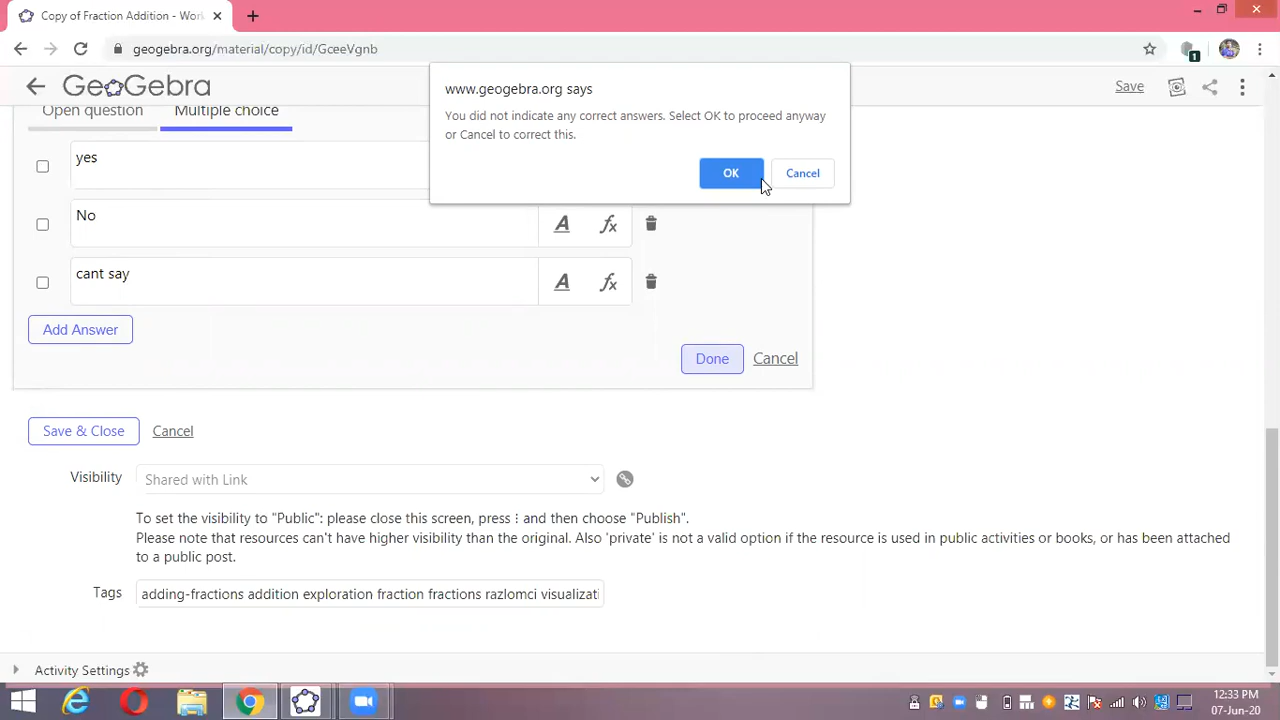 Copy of Fraction Addition - Wor
geogebra.org/material/copy/id/GceeVgnb
1
GeoGebra
Save
www.geogebra.org says
You did not indicate any correct answers. Select OK to proceed anyway
or Cancel to correct this.
OK
Cancel
Open question
Multiple choice
yes
No
A
fx
cant say
A
fx
Add Answer
Done
Cancel
Save & Close
Cancel
Visibility
Shared with Link
To set the visibility to "Public": please close this screen, press ⋮ and then choose "Publish".
Please note that resources can't have higher visibility than the original. Also 'private' is not a valid option if the resource is used in public activities or books, or has been attached
to a public post.
Tags
adding-fractions addition exploration fraction fractions razlomci visualizati
Activity Settings
12:33 PM
07-Jun-20